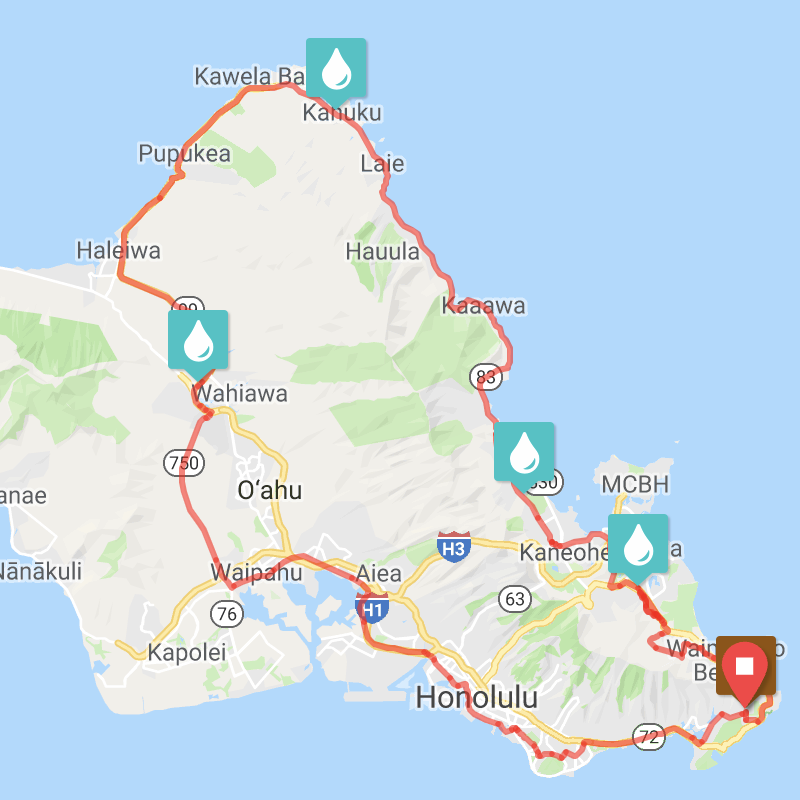 Kawela Ba
Kahuku
Pupukea
Laie
Haleiwa
Hauula
99
Kaaawa
83
Wahiawa
750
O‘ahu
830
MCBH
anae
H3
Kaneohe
a
Nānākuli
Waipahu
Aiea
63
H1
76
Kapolei
Waim
o
Be
Honolulu
72